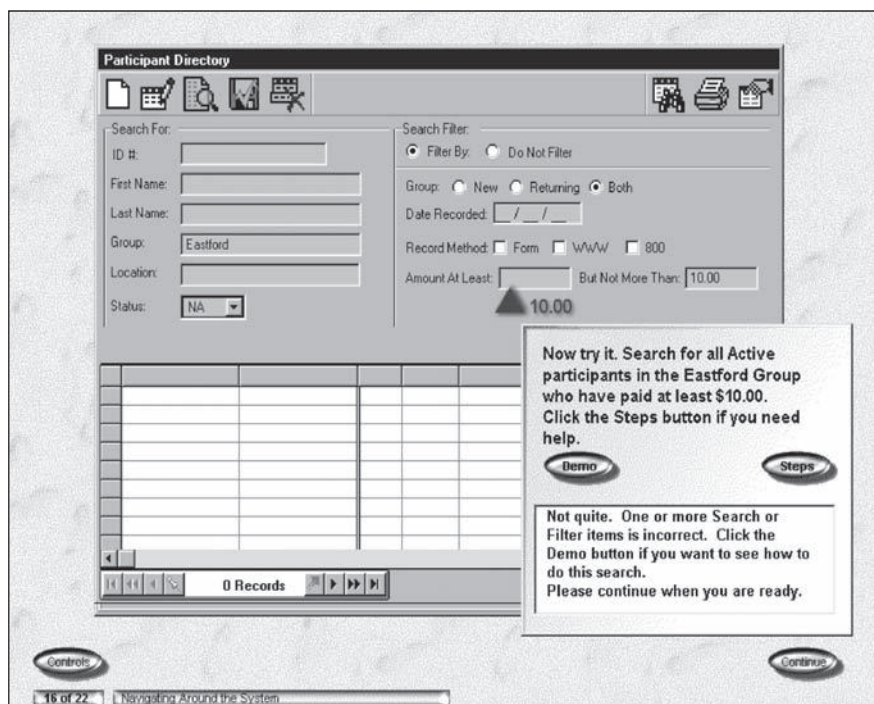 Participant Directory
Search For:
ID #:
First Name:
Last Name:
Group: Eastford
Location:
Status: NA
Search Filter:
Filter By: Do Not Filter
Group: New Returning Both
Date Recorded: __/__/__
Record Method: Form WWW 800
Amount At Least: But Not More Than: 10.00
10.00
Now try it. Search for all Active
participants in the Eastford Group
who have paid at least $10.00.
Click the Steps button if you need
help.
Demo Steps
Not quite. One or more Search or
Filter items is incorrect. Click the
Demo button if you want to see how to
do this search.
Please continue when you are ready.
0 Records
Controls Continue
16 of 22 Navigating Around the System